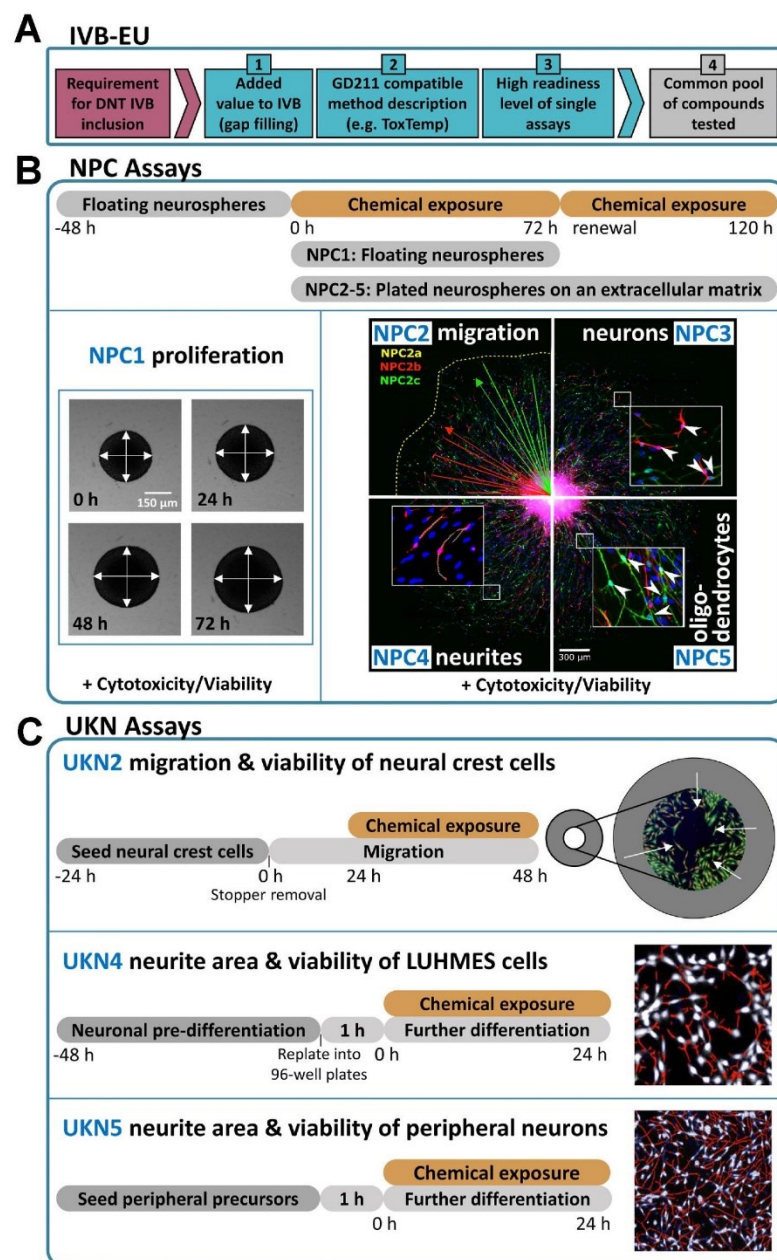 A
IVB-EU
Requirement
for DNT IVB
inclusion
1
Added
value to IVB
(gap filling)
2
GD211 compatible
method description
(e.g. ToxTemp)
3
High readiness
level of single
assays
4
Common pool
of compounds
tested
B
NPC Assays
Floating neurospheres
Chemical exposure
Chemical exposure
-48 h
0 h
72 h
renewal
120 h
NPC1: Floating neurospheres
NPC2-5: Plated neurospheres on an extracellular matrix
NPC1 proliferation
0 h
150 µm
24 h
48 h
72 h
+ Cytotoxicity/Viability
NPC2 migration
NPC2a
NPC2b
NPC2c
neurons NPC3
NPC4 neurites
300 µm
oligo-
dendrocytes
NPC5
+ Cytotoxicity/Viability
C
UKN Assays
UKN2 migration & viability of neural crest cells
Chemical exposure
Seed neural crest cells
Migration
-24 h
0 h
24 h
48 h
Stopper removal
UKN4 neurite area & viability of LUHMES cells
Chemical exposure
Neuronal pre-differentiation
1 h
Further differentiation
-48 h
Replate into
96-well plates
0 h
24 h
UKN5 neurite area & viability of peripheral neurons
Chemical exposure
Seed peripheral precursors
1 h
Further differentiation
0 h
24 h